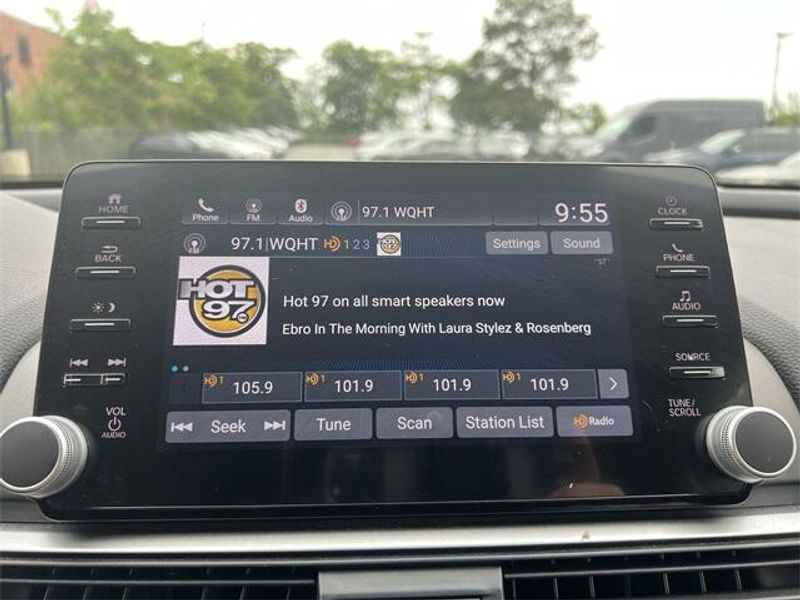 HOME
BACK
VOL
AUDIO
Phone
FM
Audio
97.1 WQHT
9:55
FM
97.1|WQHT HD 1 2 3
Settings
Sound
ST
HOT
97
FM
Hot 97 on all smart speakers now
Ebro In The Morning With Laura Stylez & Rosenberg
HD 1 105.9
HD 1 101.9
HD 1 101.9
HD 1 101.9
Seek
Tune
Scan
Station List
HD Radio
CLOCK
PHONE
AUDIO
SOURCE
TUNE/
SCROLL